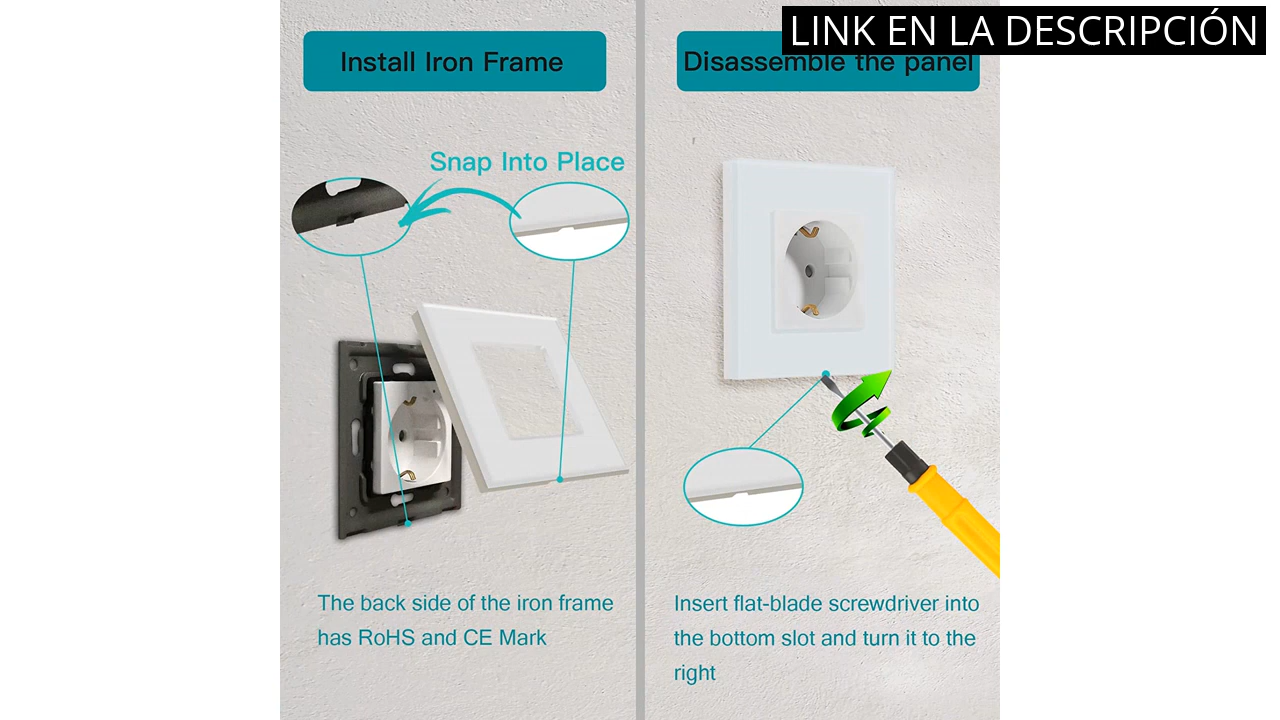 LINK EN LA DESCRIPCIÓN
Install Iron Frame
Snap Into Place
The back side of the iron frame
has RoHS and CE Mark
Disassemble the panel
Insert flat-blade screwdriver into
the bottom slot and turn it to the
right